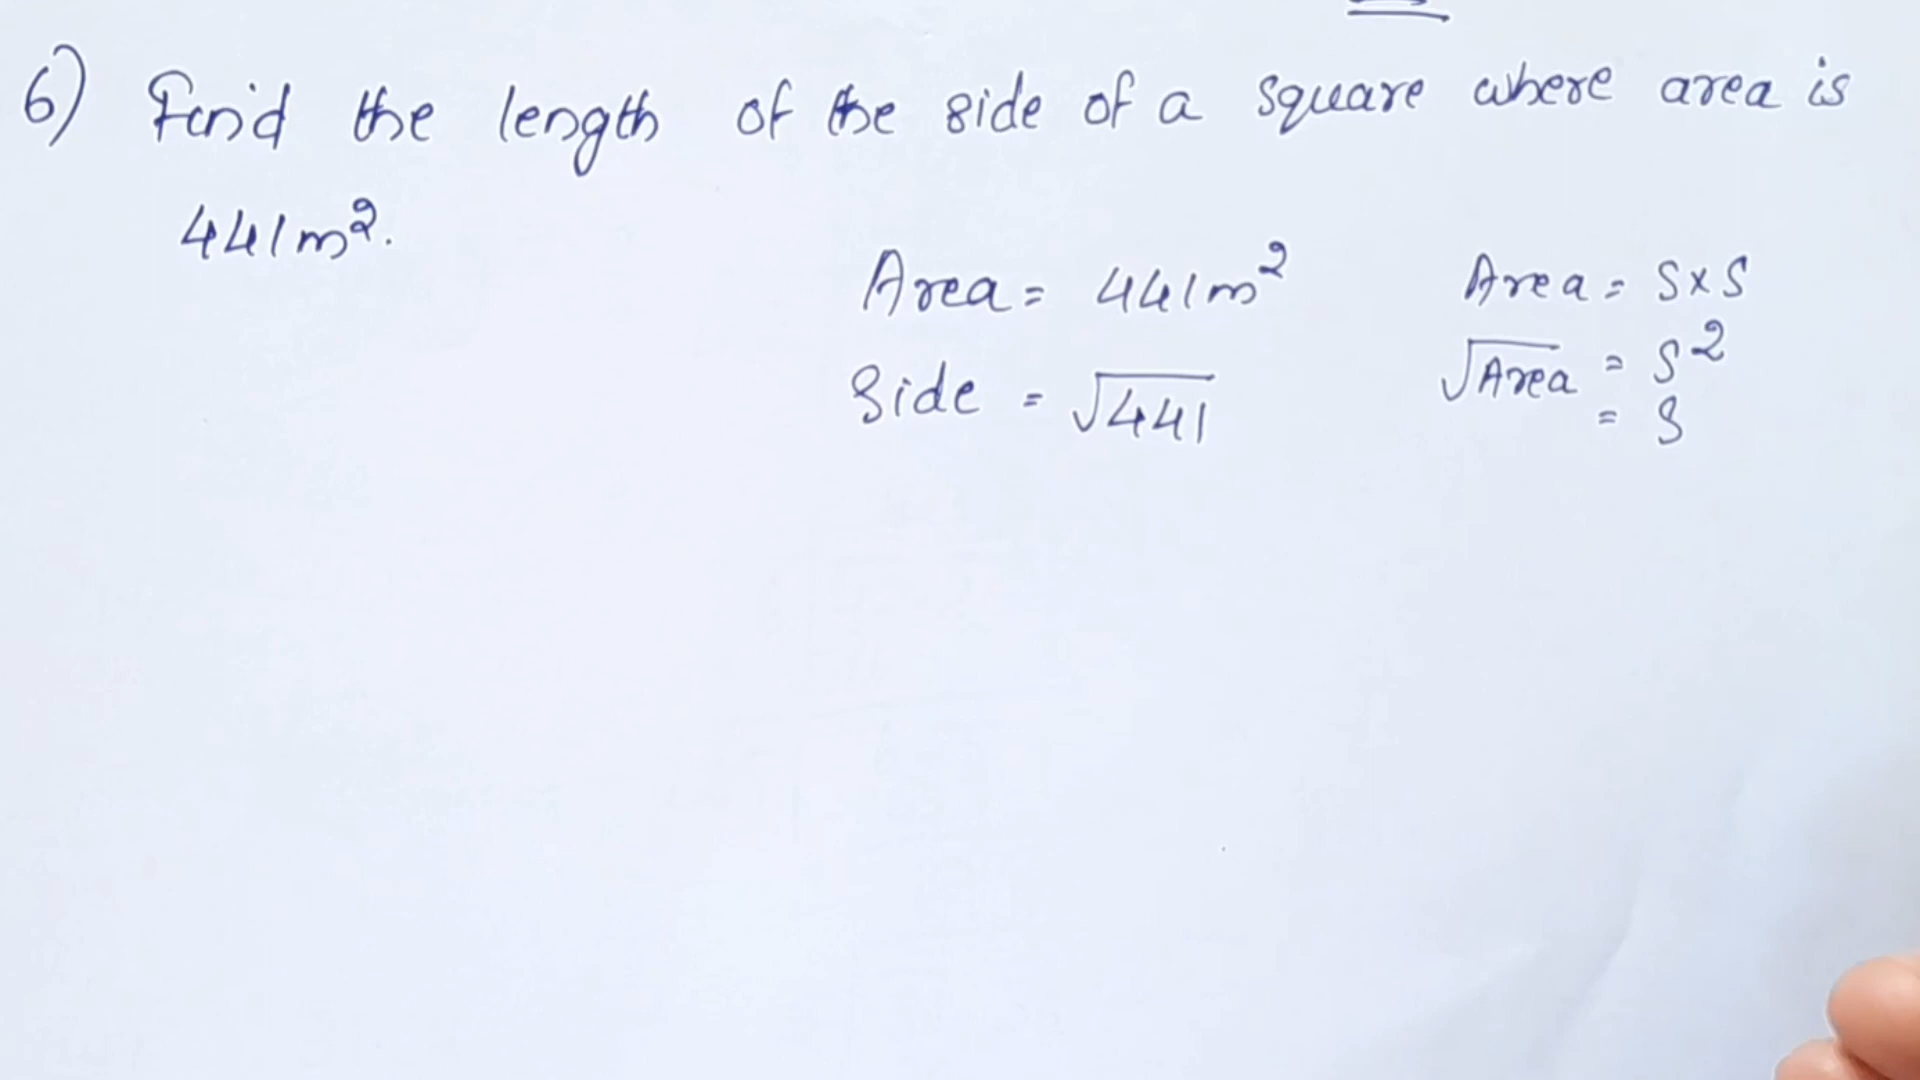 6) Find the length of the side of a square where area is
441m².
Area = 441m²
Side = √441
Area = S×S
√Area = S²
= S